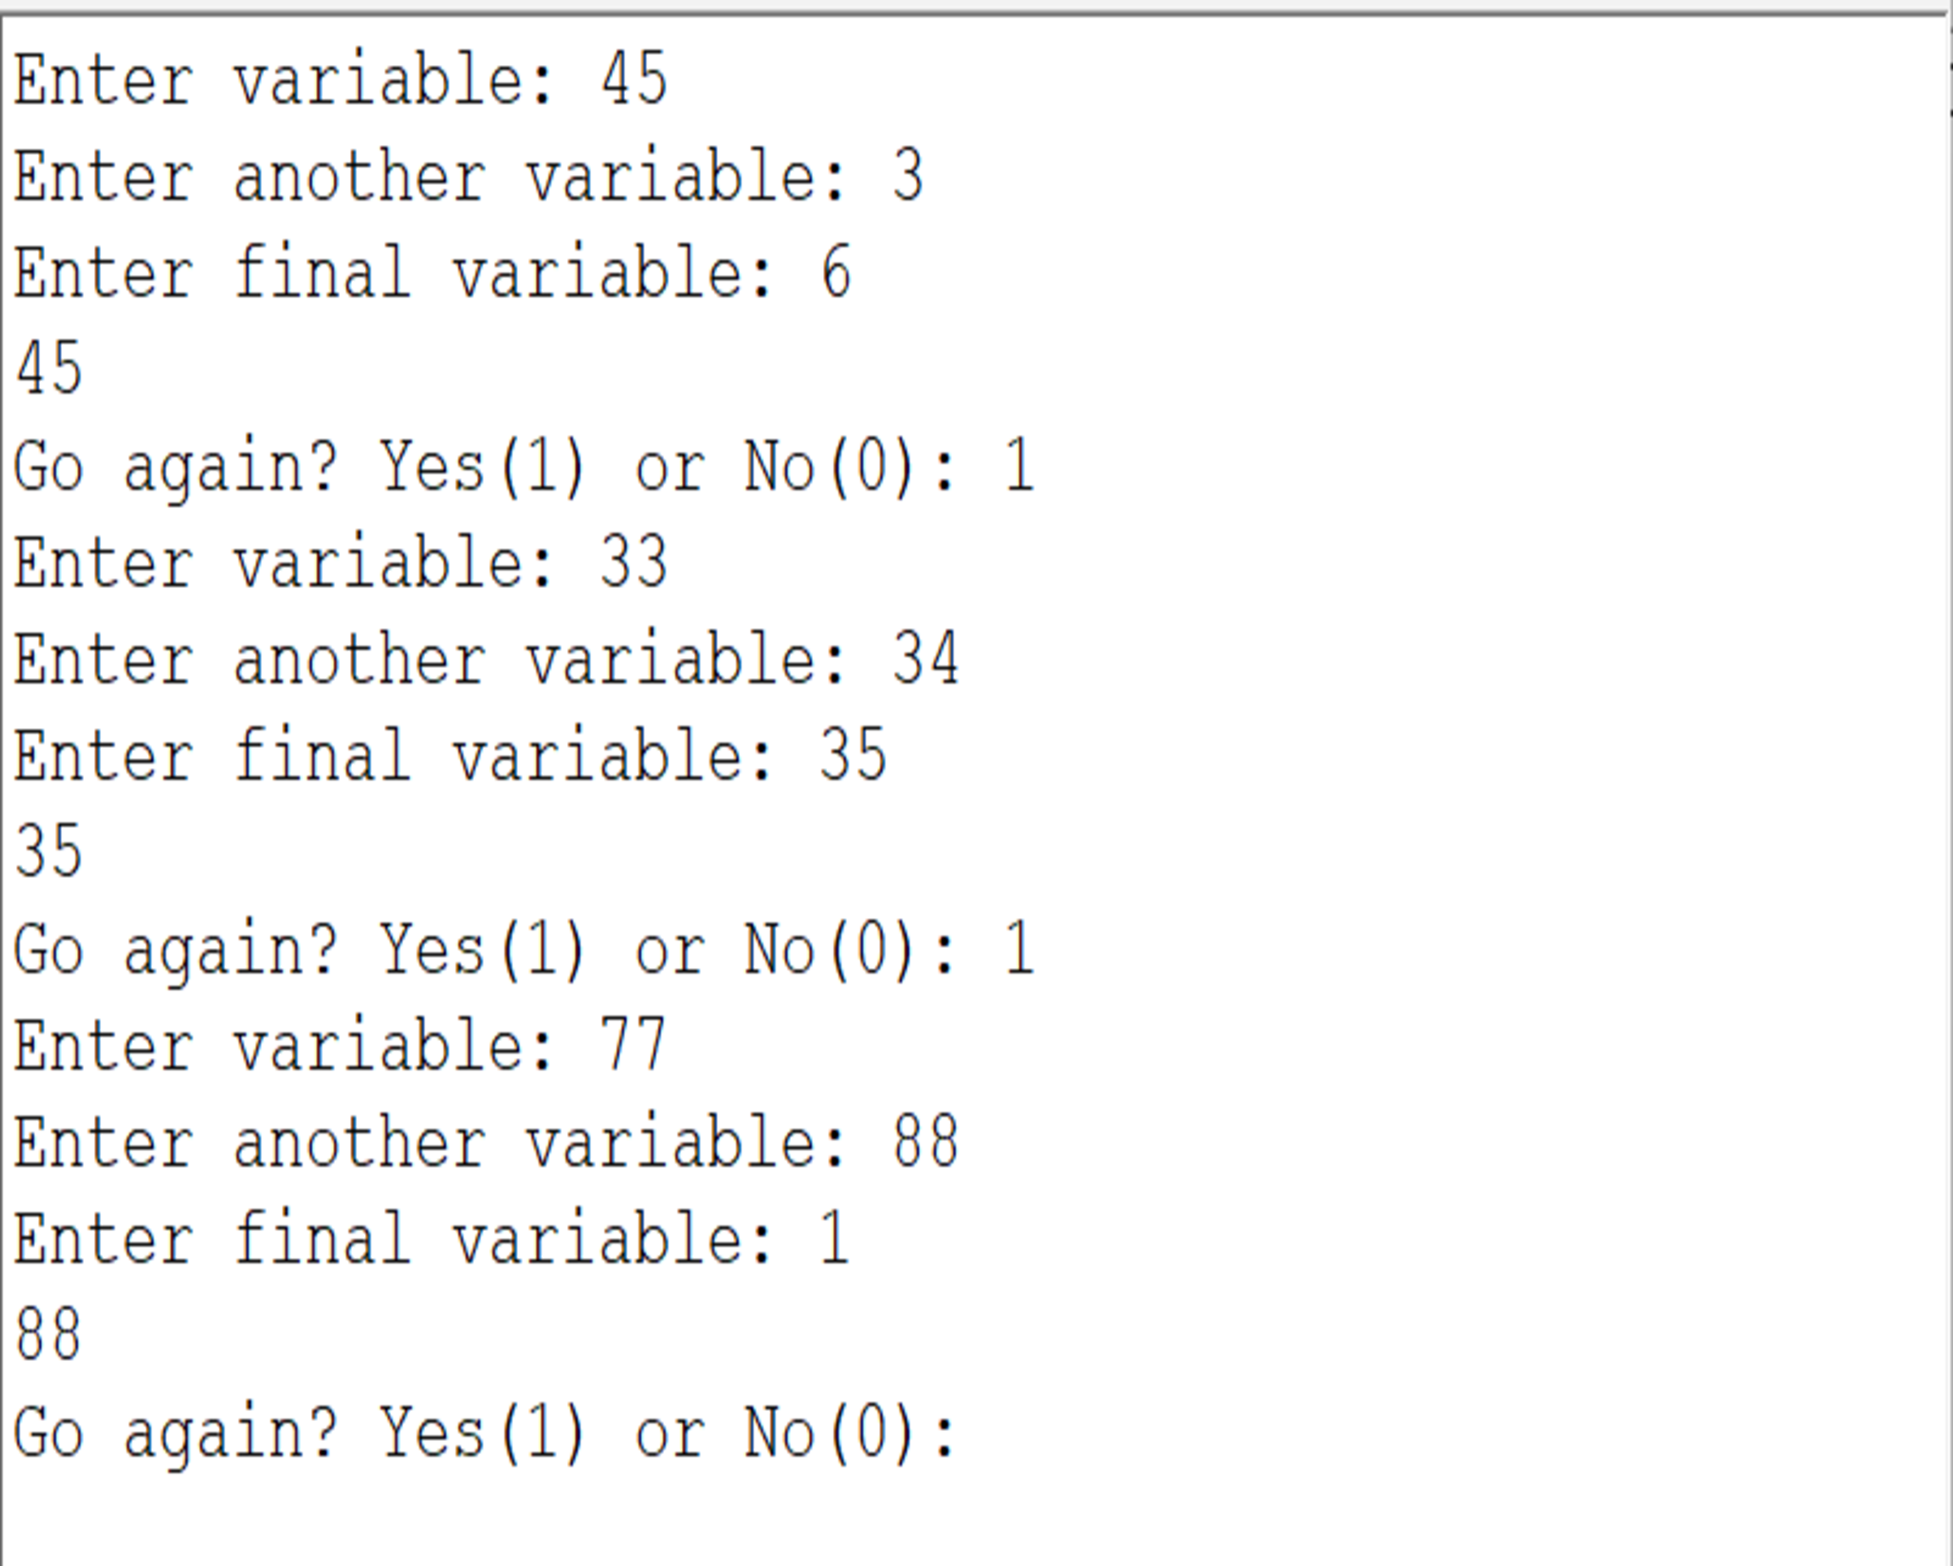 Enter variable: 45
Enter another variable: 3
Enter final variable: 6
45
Go again? Yes(1) or No(0): 1
Enter variable: 33
Enter another variable: 34
Enter final variable: 35
35
Go again? Yes(1) or No(0): 1
Enter variable: 77
Enter another variable: 88
Enter final variable: 1
88
Go again? Yes(1) or No(0):